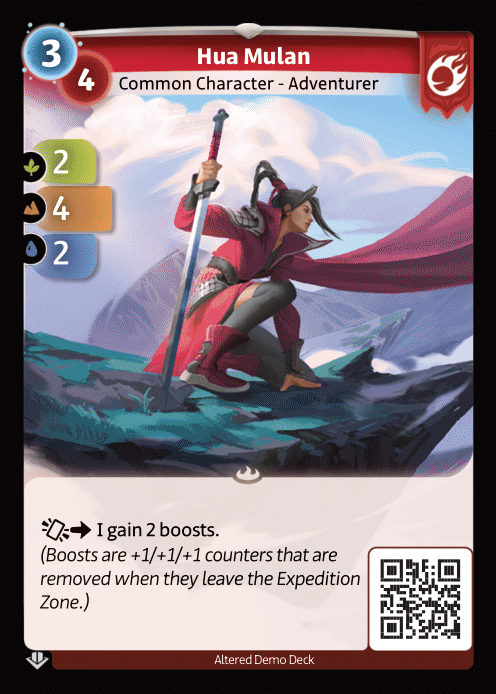 3
Hua Mulan
4
Common Character - Adventurer
2
4
2
I gain 2 boosts.
(Boosts are +1/+1/+1 counters that are
removed when they leave the Expedition
Zone.)
Altered Demo Deck